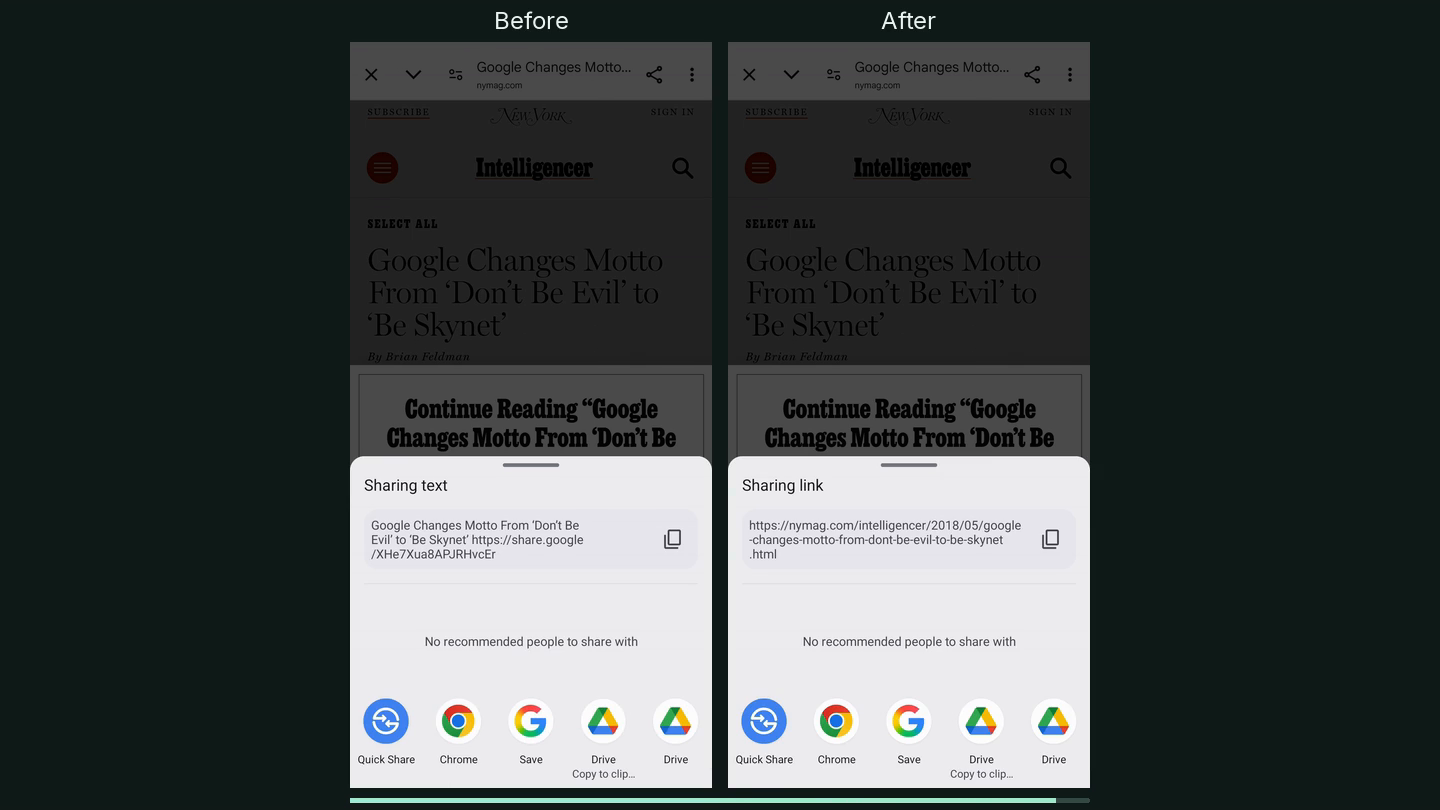 Before
Google Changes Motto...
nymag.com
SUBSCRIBE
NEW YORK
SIGN IN
Intelligencer
SELECT ALL
Google Changes Motto
From ‘Don’t Be Evil’ to
‘Be Skynet’
By Brian Feldman
Continue Reading “Google
Changes Motto From ‘Don’t Be
Sharing text
Google Changes Motto From ‘Don’t Be
Evil’ to ‘Be Skynet’ https://share.google
/XHe7Xua8APJRHvcEr
No recommended people to share with
Quick Share
Chrome
Save
Drive
Copy to clip...
Drive
After
Google Changes Motto...
nymag.com
SUBSCRIBE
NEW YORK
SIGN IN
Intelligencer
SELECT ALL
Google Changes Motto
From ‘Don’t Be Evil’ to
‘Be Skynet’
By Brian Feldman
Continue Reading “Google
Changes Motto From ‘Don’t Be
Sharing link
https://nymag.com/intelligencer/2018/05/google
-changes-motto-from-dont-be-evil-to-be-skynet
.html
No recommended people to share with
Quick Share
Chrome
Save
Drive
Copy to clip...
Drive